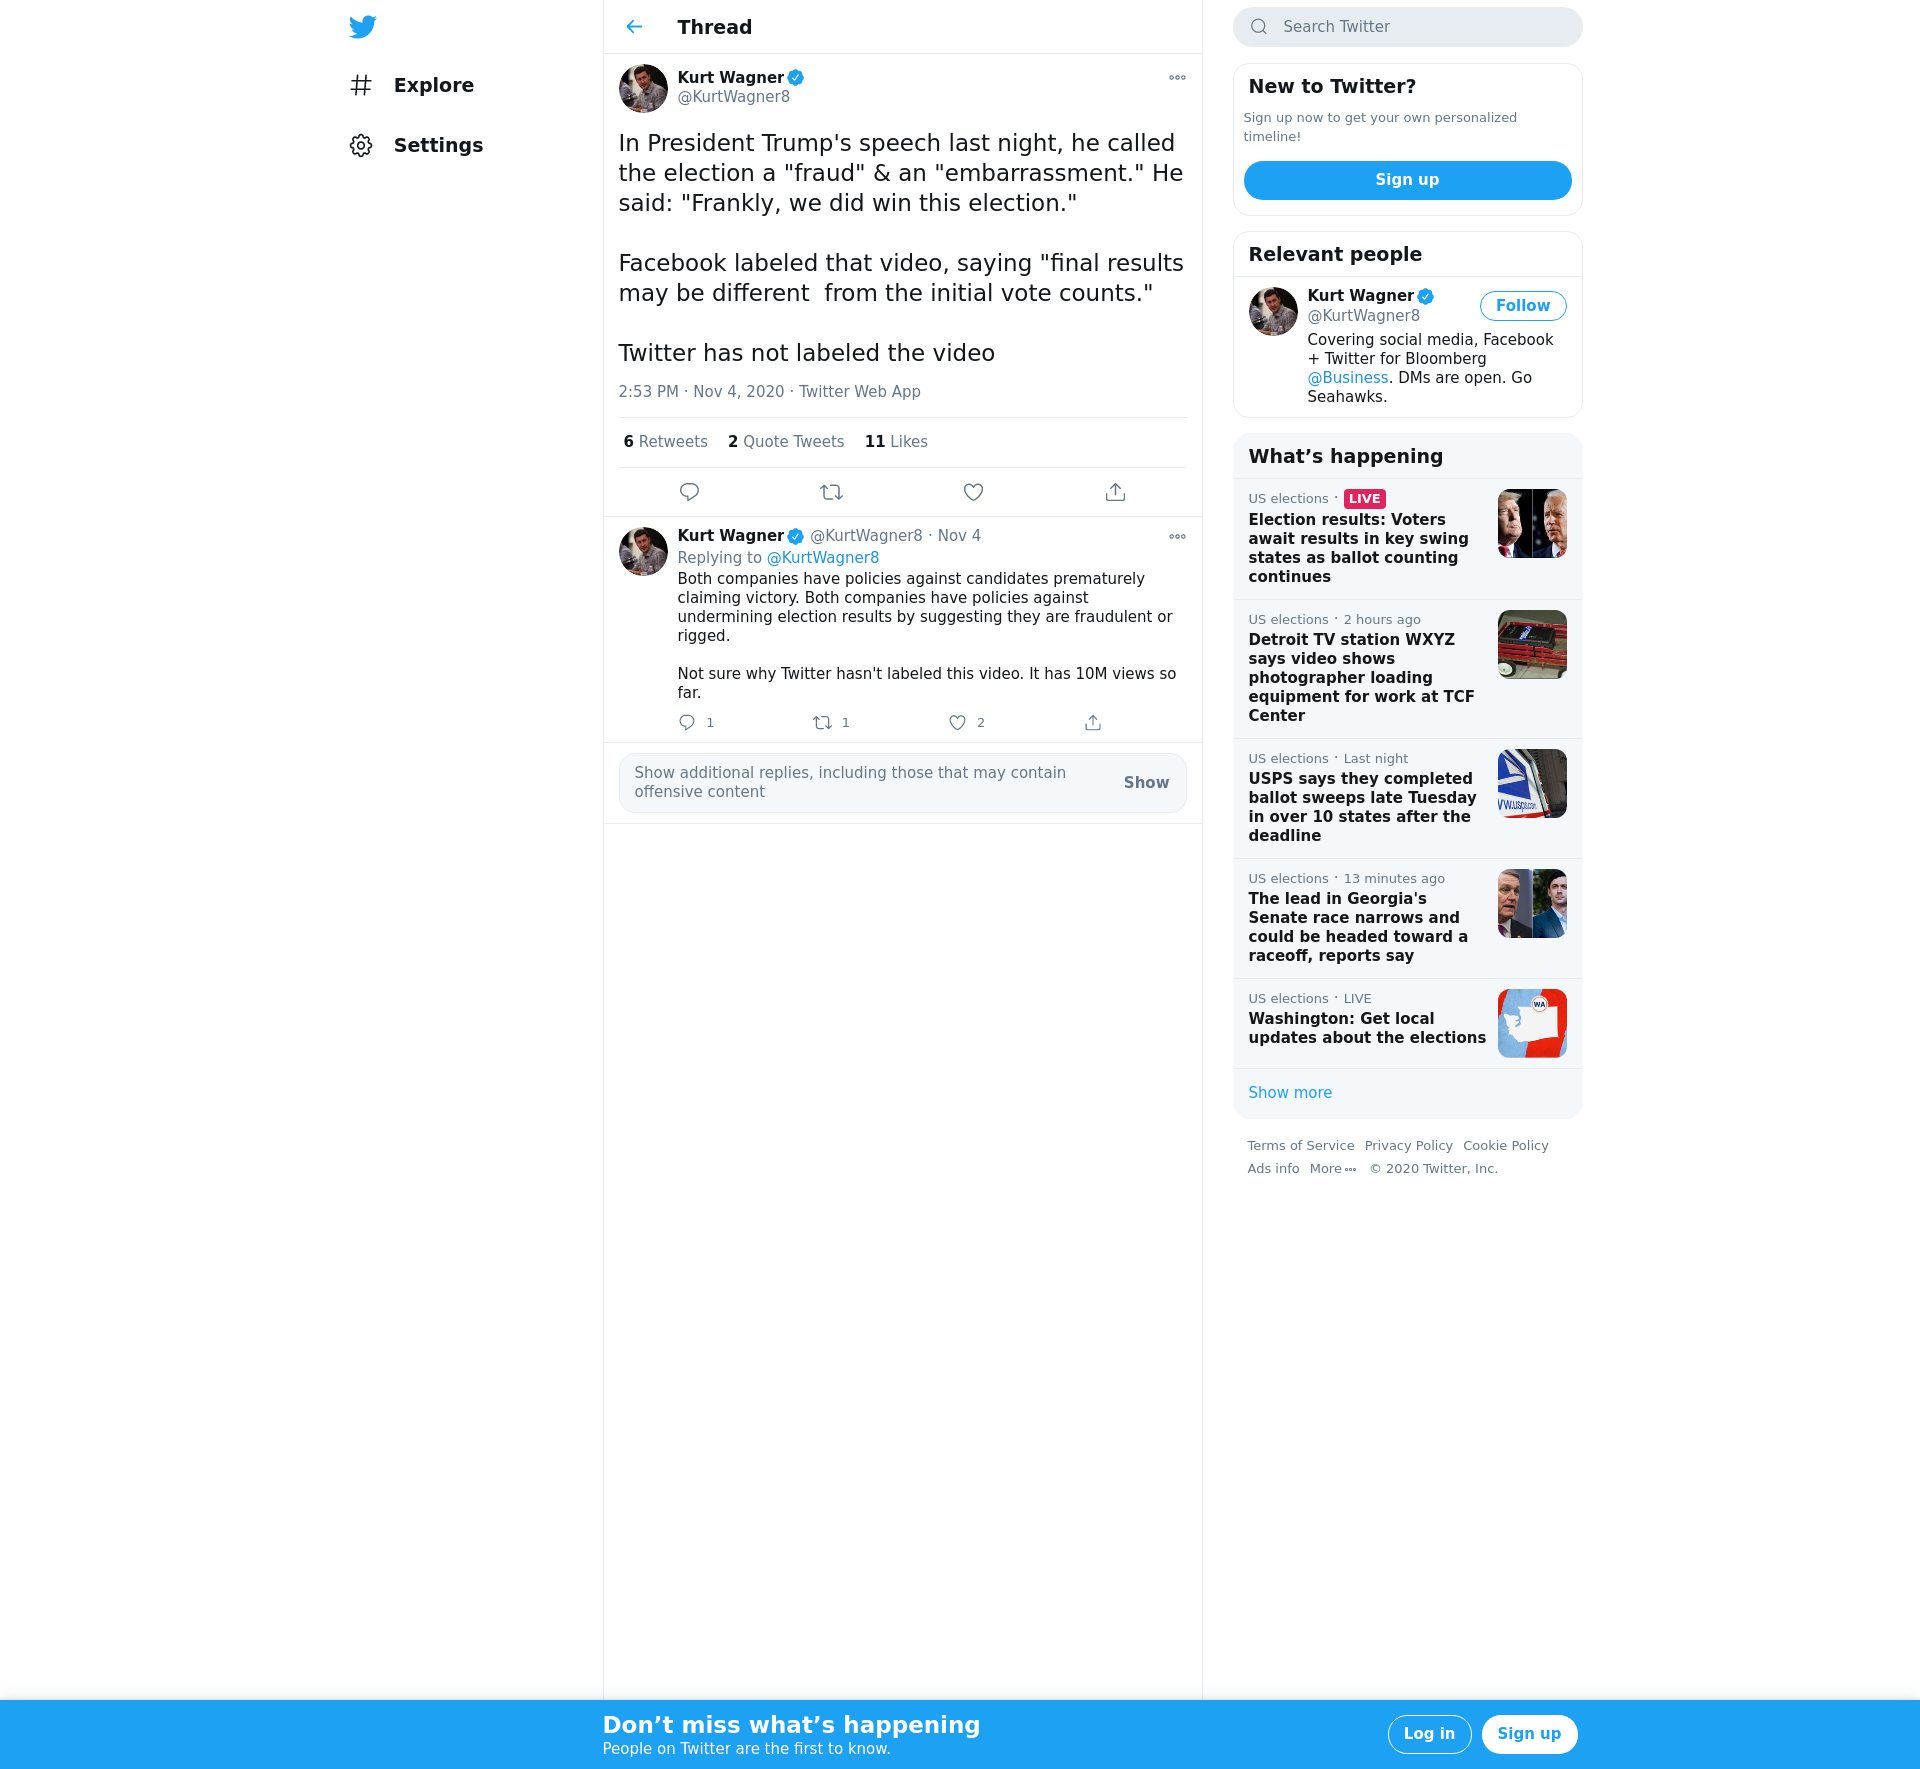 Explore
Settings
Thread
Kurt Wagner
@KurtWagner8
In President Trump's speech last night, he called
the election a "fraud" & an "embarrassment." He
said: "Frankly, we did win this election."
Facebook labeled that video, saying "final results
may be different  from the initial vote counts."
Twitter has not labeled the video
2:53 PM · Nov 4, 2020 · Twitter Web App
6 Retweets 2 Quote Tweets 11 Likes
Kurt Wagner @KurtWagner8 · Nov 4
Replying to @KurtWagner8
Both companies have policies against candidates prematurely
claiming victory. Both companies have policies against
undermining election results by suggesting they are fraudulent or
rigged.
Not sure why Twitter hasn't labeled this video. It has 10M views so
far.
1 1 2
Show additional replies, including those that may contain
offensive content
Show
Search Twitter
New to Twitter?
Sign up now to get your own personalized
timeline!
Sign up
Relevant people
Kurt Wagner
@KurtWagner8
Follow
Covering social media, Facebook
+ Twitter for Bloomberg
@Business. DMs are open. Go
Seahawks.
What’s happening
US elections · LIVE
Election results: Voters
await results in key swing
states as ballot counting
continues
US elections · 2 hours ago
Detroit TV station WXYZ
says video shows
photographer loading
equipment for work at TCF
Center
US elections · Last night
USPS says they completed
ballot sweeps late Tuesday
in over 10 states after the
deadline
US elections · 13 minutes ago
The lead in Georgia's
Senate race narrows and
could be headed toward a
raceoff, reports say
US elections · LIVE
Washington: Get local
updates about the elections
WA
Show more
Terms of Service Privacy Policy Cookie Policy
Ads info More © 2020 Twitter, Inc.
Don’t miss what’s happening
People on Twitter are the first to know.
Log in
Sign up